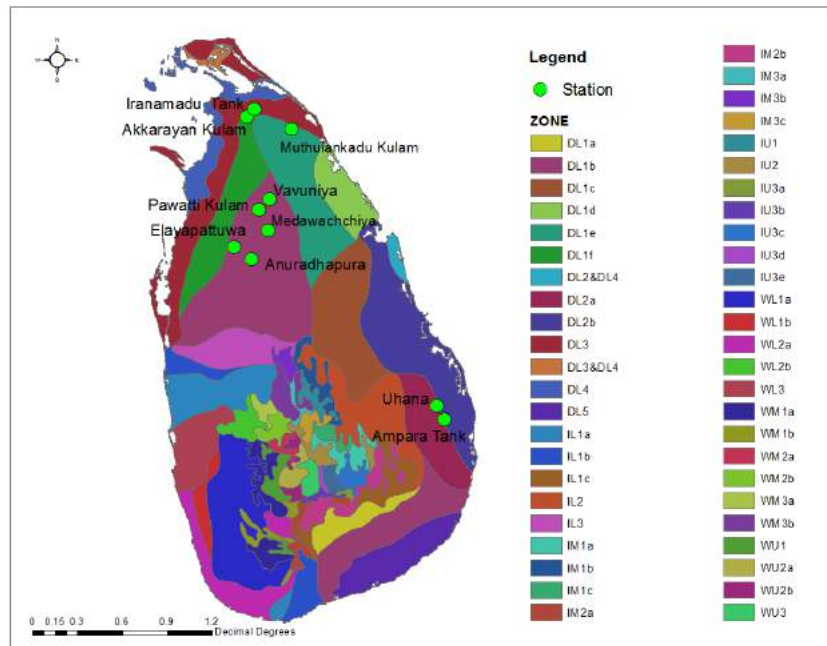 N
W
E
S
Iranamadu Tank
Akkarayan Kulam
Muthuiankadu Kulam
Vavuniya
Pawatti Kulam
Medawachchiya
Elayapattuwa
Anuradhapura
Uhana
Ampara Tank
0 0.15 0.3 0.6 0.9 1.2
Decimal Degrees
Legend
Station
ZONE
DL1a
DL1b
DL1c
DL1d
DL1e
DL1f
DL2&DL4
DL2a
DL2b
DL3
DL3&DL4
DL4
DL5
IL1a
IL1b
IL1c
IL2
IL3
IM1a
IM1b
IM1c
IM2a
IM2b
IM3a
IM3b
IM3c
IU1
IU2
IU3a
IU3b
IU3c
IU3d
IU3e
WL1a
WL1b
WL2a
WL2b
WL3
WM1a
WM1b
WM2a
WM2b
WM3a
WM3b
WU1
WU2a
WU2b
WU3